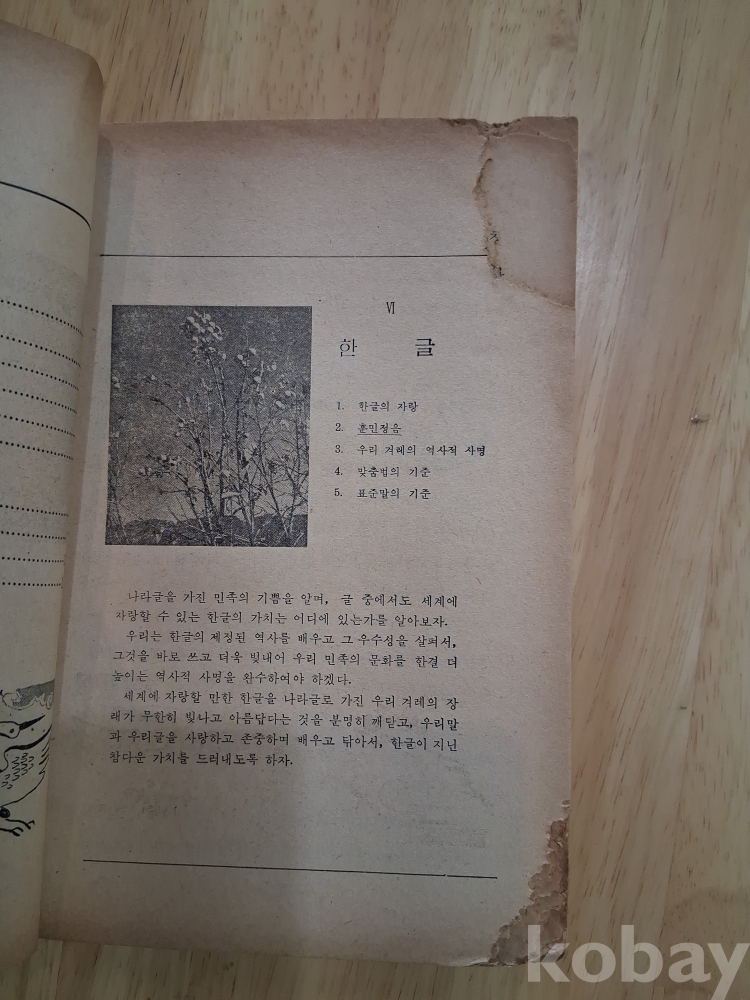 Ⅵ
한 글
1. 한글의 자랑
2. 훈민정음
3. 우리 겨레의 역사적 사명
4. 맞춤법의 기준
5. 표준말의 기준
나라글을 가진 민족의 기쁨을 알며, 글 중에서도 세계에
자랑할 수 있는 한글의 가치는 어디에 있는가를 알아보자.
우리는 한글의 제정된 역사를 배우고 그 우수성을 살펴서,
그것을 바로 쓰고 더욱 빛내어 우리 민족의 문화를 한결 더
높이는 역사적 사명을 완수하여야 하겠다.
세계에 자랑할 만한 한글을 나라글로 가진 우리 겨레의 장
래가 무한히 빛나고 아름답다는 것을 분명히 깨닫고, 우리말
과 우리글을 사랑하고 존중하며 배우고 닦아서, 한글이 지닌
참다운 가치를 드러내도록 하자.
kobay